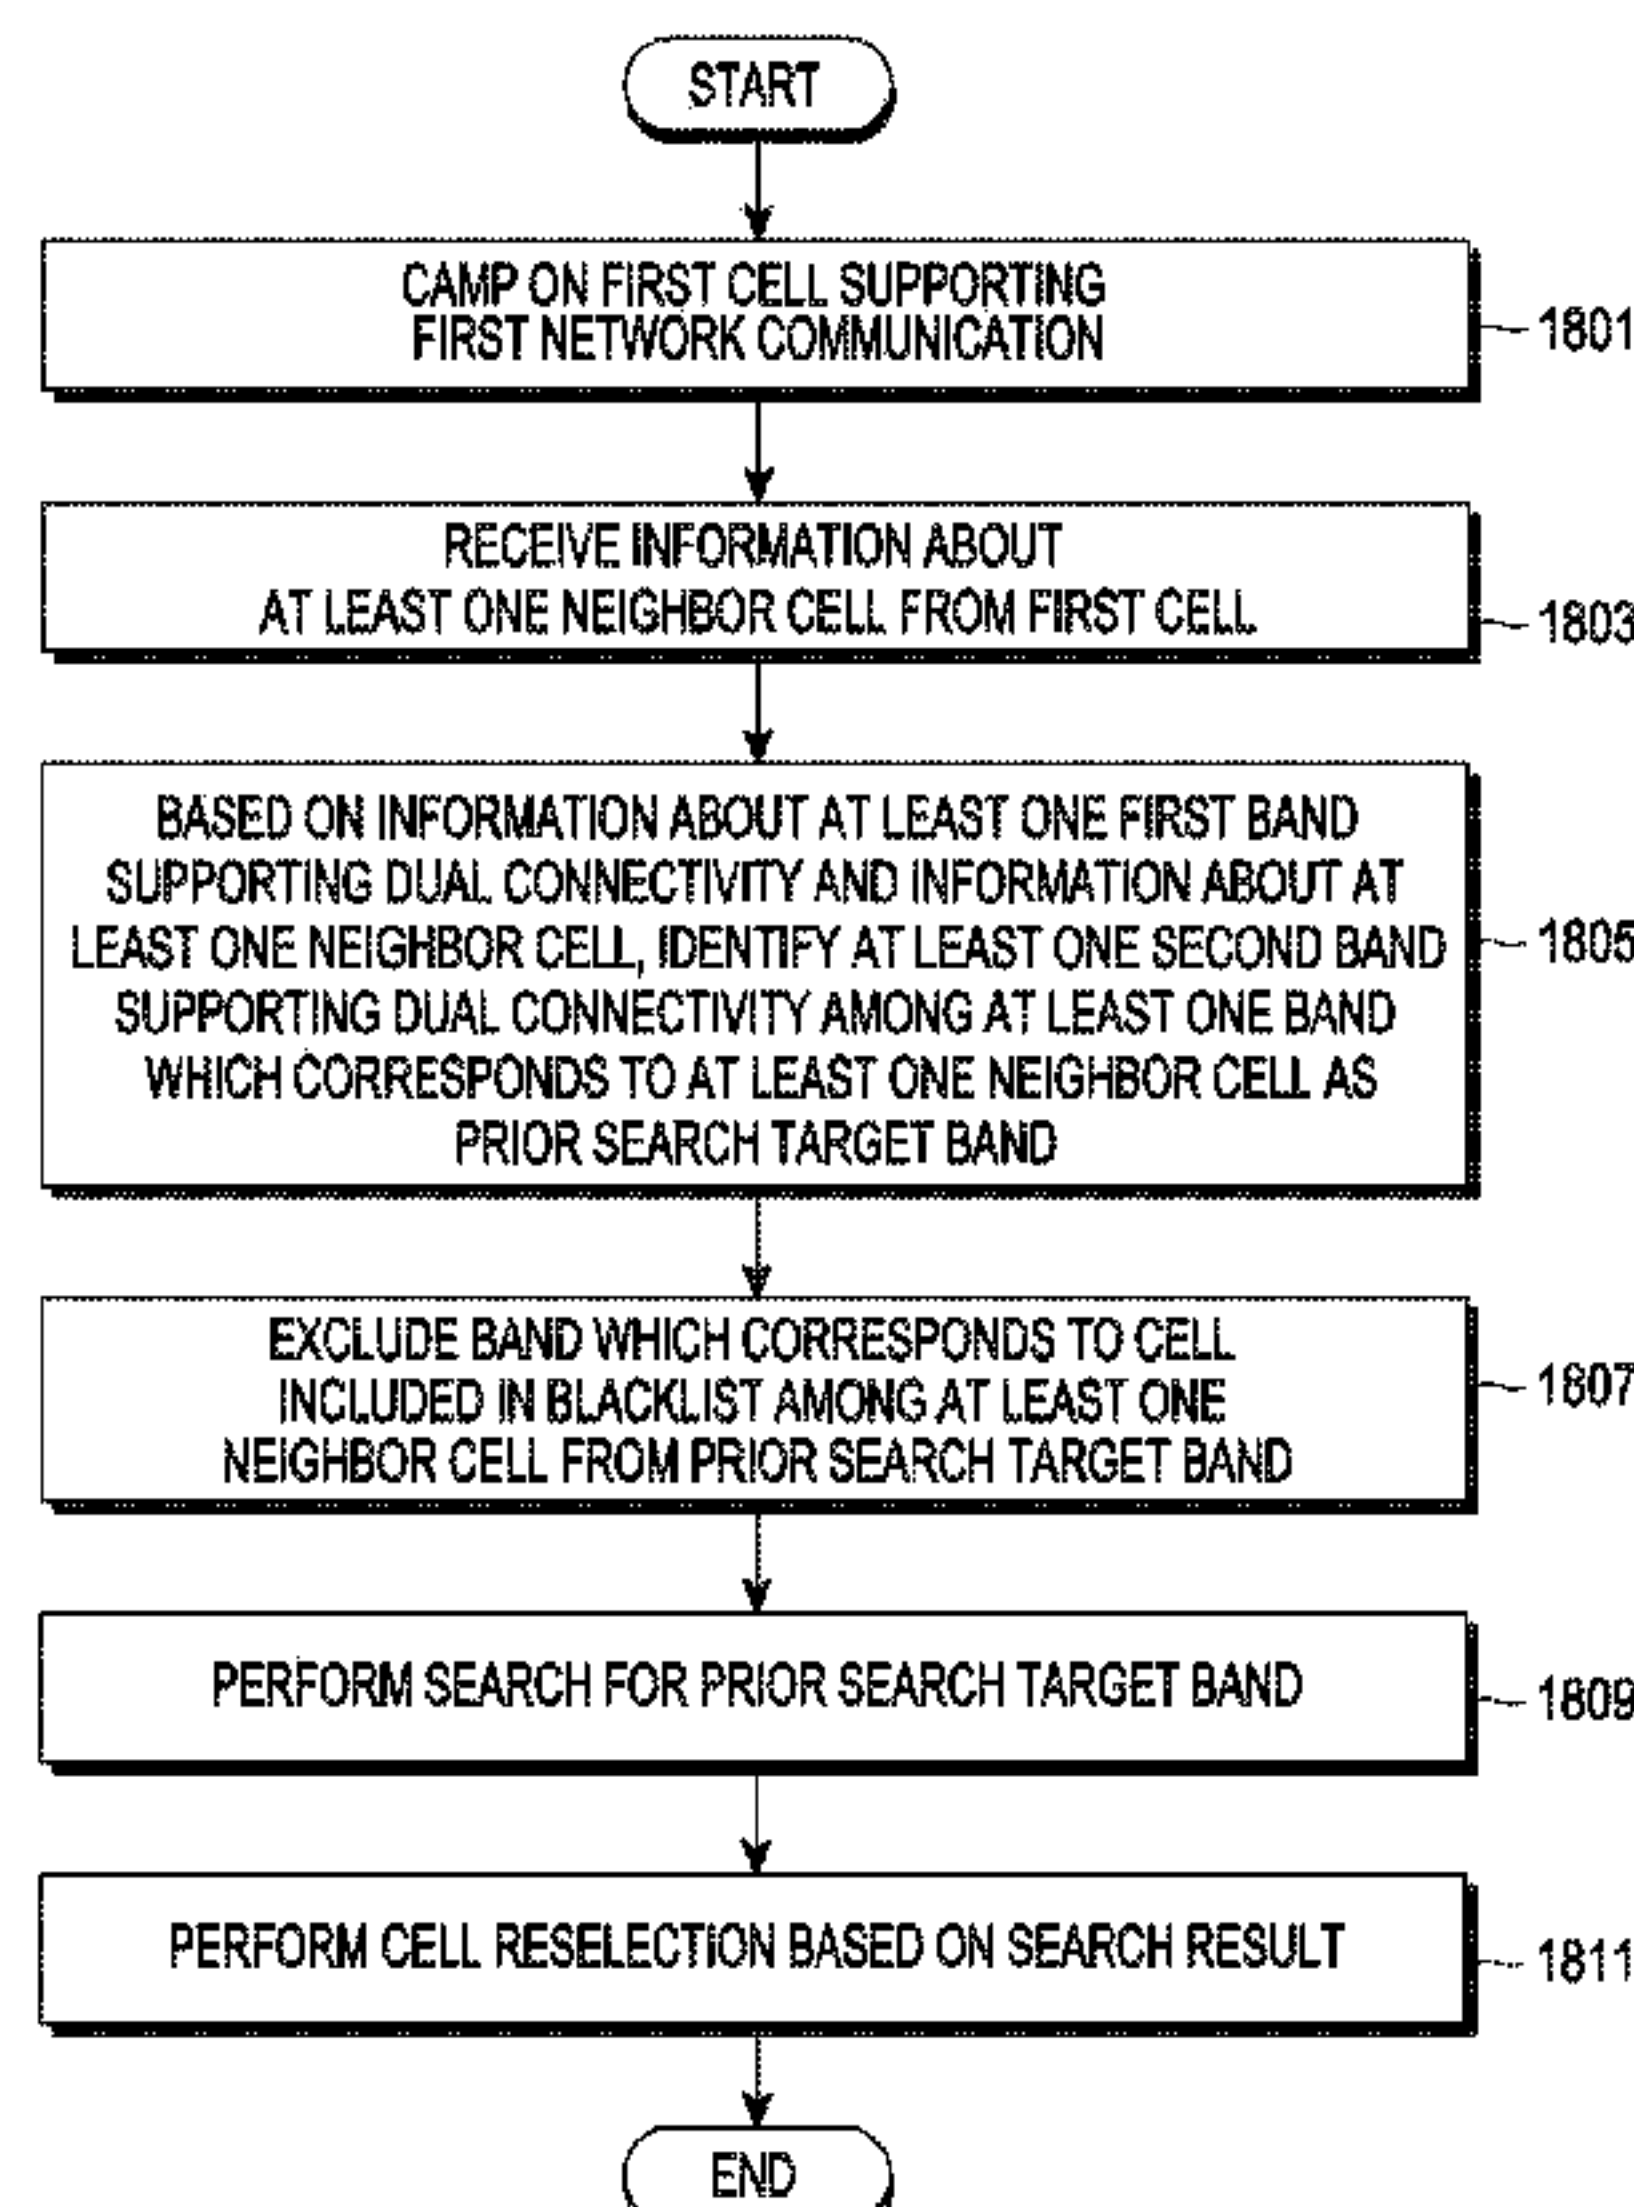 START
CAMP ON FIRST CELL SUPPORTING
FIRST NETWORK COMMUNICATION
1801
RECEIVE INFORMATION ABOUT
AT LEAST ONE NEIGHBOR CELL FROM FIRST CELL
1803
BASED ON INFORMATION ABOUT AT LEAST ONE FIRST BAND
SUPPORTING DUAL CONNECTIVITY AND INFORMATION ABOUT AT
LEAST ONE NEIGHBOR CELL, IDENTIFY AT LEAST ONE SECOND BAND
SUPPORTING DUAL CONNECTIVITY AMONG AT LEAST ONE BAND
WHICH CORRESPONDS TO AT LEAST ONE NEIGHBOR CELL AS
PRIOR SEARCH TARGET BAND
1805
EXCLUDE BAND WHICH CORRESPONDS TO CELL
INCLUDED IN BLACKLIST AMONG AT LEAST ONE
NEIGHBOR CELL FROM PRIOR SEARCH TARGET BAND
1807
PERFORM SEARCH FOR PRIOR SEARCH TARGET BAND
1809
PERFORM CELL RESELECTION BASED ON SEARCH RESULT
1811
END